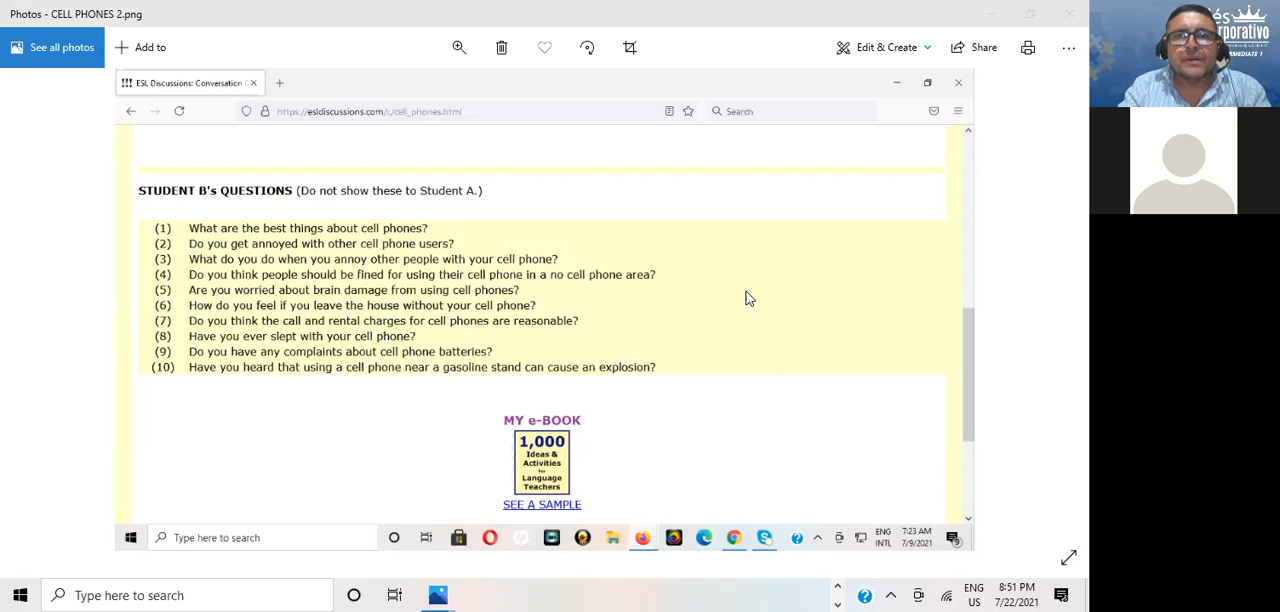 Photos - CELL PHONES 2.png
See all photos
Add to
Edit & Create
Share
ESL Discussions: Conversation
https://esldiscussions.com/c/cell_phones.html
Search
STUDENT B's QUESTIONS (Do not show these to Student A.)
(1) What are the best things about cell phones?
(2) Do you get annoyed with other cell phone users?
(3) What do you do when you annoy other people with your cell phone?
(4) Do you think people should be fined for using their cell phone in a no cell phone area?
(5) Are you worried about brain damage from using cell phones?
(6) How do you feel if you leave the house without your cell phone?
(7) Do you think the call and rental charges for cell phones are reasonable?
(8) Have you ever slept with your cell phone?
(9) Do you have any complaints about cell phone batteries?
(10) Have you heard that using a cell phone near a gasoline stand can cause an explosion?
MY e-BOOK
1,000
Ideas &
Activities
For
Language
Teachers
SEE A SAMPLE
Type here to search
ENG
INTL
7:23 AM
7/9/2021
Type here to search
ENG
US
8:51 PM
7/22/2021
és
rporativo